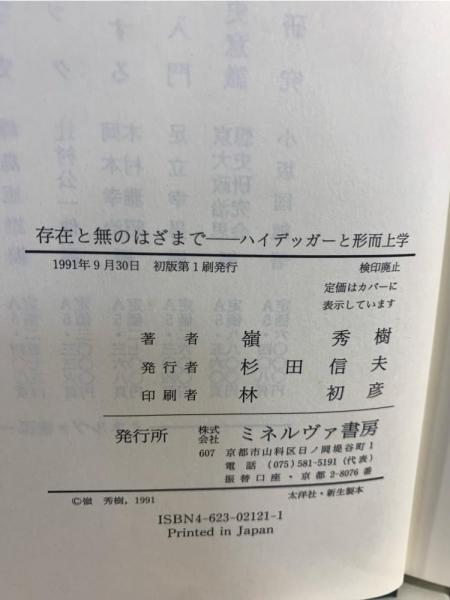 存在と無のはざまで――ハイデッガーと形而上学
1991年9月30日 初版第1刷発行 検印廃止
定価はカバーに
表示しています
著者 嶺秀樹
発行者 杉田信夫
印刷者 林初彦
発行所 株式会社 ミネルヴァ書房
607 京都市山科区日ノ岡堤谷町1
電話 (075)581-5191(代表)
振替口座・京都2-8076番
©嶺 秀樹, 1991 太洋社・新生製本
ISBN4-623-02121-1
Printed in Japan